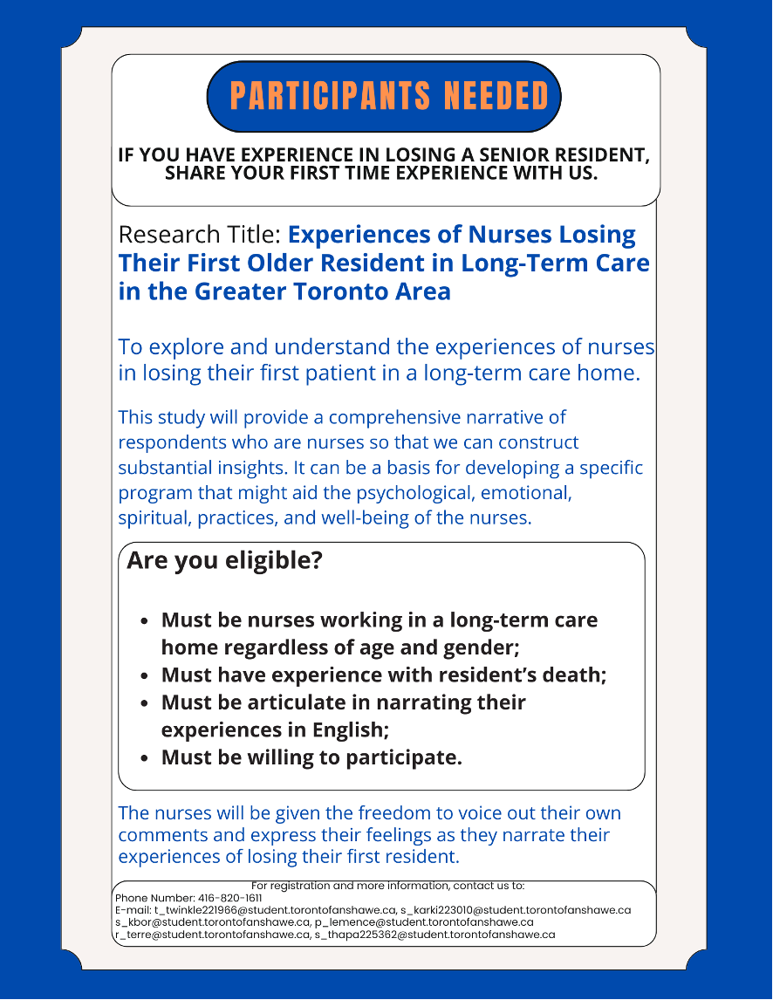 PARTICIPANTS NEEDED
IF YOU HAVE EXPERIENCE IN LOSING A SENIOR RESIDENT,
SHARE YOUR FIRST TIME EXPERIENCE WITH US.
Research Title: Experiences of Nurses Losing
Their First Older Resident in Long-Term Care
in the Greater Toronto Area
To explore and understand the experiences of nurses
in losing their first patient in a long-term care home.
This study will provide a comprehensive narrative of
respondents who are nurses so that we can construct
substantial insights. It can be a basis for developing a specific
program that might aid the psychological, emotional,
spiritual, practices, and well-being of the nurses.
Are you eligible?
• Must be nurses working in a long-term care
home regardless of age and gender;
• Must have experience with resident’s death;
• Must be articulate in narrating their
experiences in English;
• Must be willing to participate.
The nurses will be given the freedom to voice out their own
comments and express their feelings as they narrate their
experiences of losing their first resident.
For registration and more information, contact us to:
Phone Number: 416-820-1611
E-mail: t_twinkle221966@student.torontofanshawe.ca, s_karki223010@student.torontofanshawe.ca
s_kbor@student.torontofanshawe.ca, p_lemence@student.torontofanshawe.ca
r_terre@student.torontofanshawe.ca, s_thapa225362@student.torontofanshawe.ca